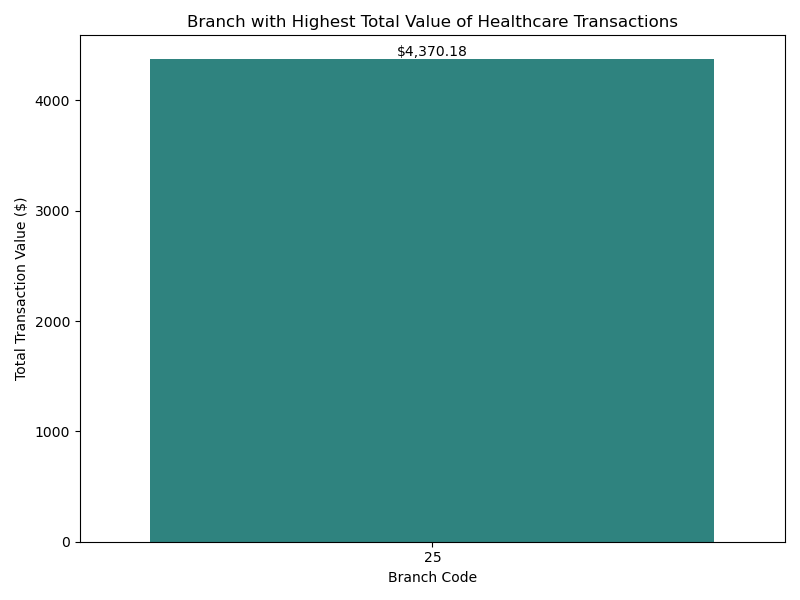 Branch with Highest Total Value of Healthcare Transactions
$4,370.18
4000
3000
2000
1000
0
Total Transaction Value ($)
25
Branch Code